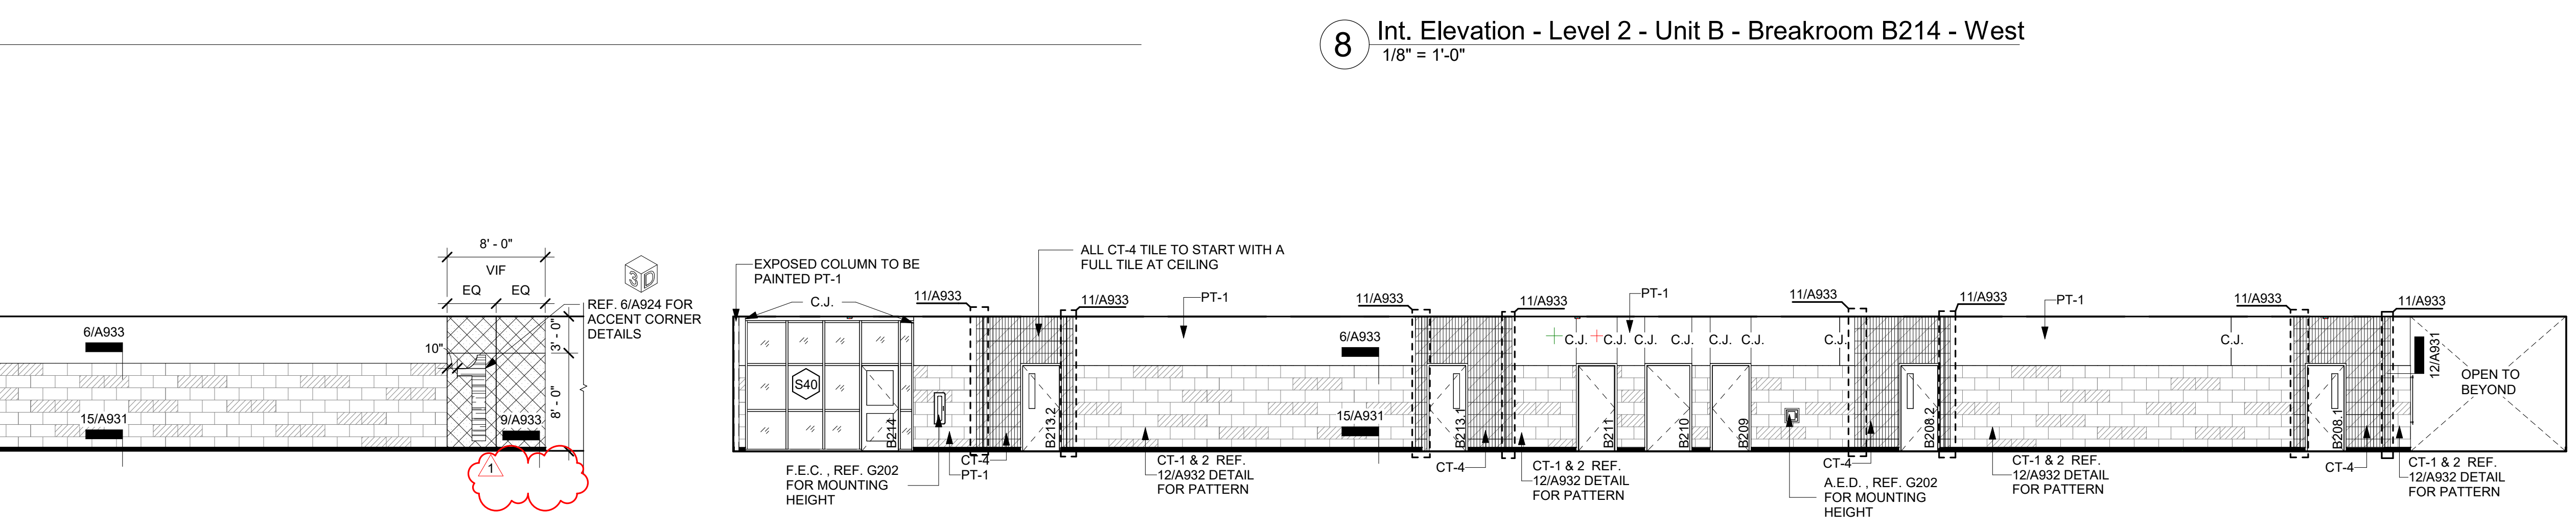 8
Int. Elevation - Level 2 - Unit B - Breakroom B214 - West
1/8" = 1'-0"
8' - 0"
VIF
EQ
EQ
3D
REF. 6/A924 FOR
ACCENT CORNER
DETAILS
6/A933
10"
3' - 0"
8' - 0"
15/A931
9/A933
1
EXPOSED COLUMN TO BE
PAINTED PT-1
C.J.
ALL CT-4 TILE TO START WITH A
FULL TILE AT CEILING
11/A933
11/A933
PT-1
11/A933
11/A933
PT-1
11/A933
11/A933
PT-1
11/A933
11/A933
6/A933
C.J.
C.J.
C.J.
C.J.
C.J.
C.J.
C.J.
C.J.
12/A931
OPEN TO
BEYOND
S40
15/A931
B214
B213.2
B213.1
B211
B210
B209
B208.2
B208.1
F.E.C. , REF. G202
FOR MOUNTING
HEIGHT
CT-4
PT-1
CT-1 & 2 REF.
12/A932 DETAIL
FOR PATTERN
CT-4
CT-1 & 2 REF.
12/A932 DETAIL
FOR PATTERN
CT-4
A.E.D. , REF. G202
FOR MOUNTING
HEIGHT
CT-1 & 2 REF.
12/A932 DETAIL
FOR PATTERN
CT-4
CT-1 & 2 REF.
12/A932 DETAIL
FOR PATTERN